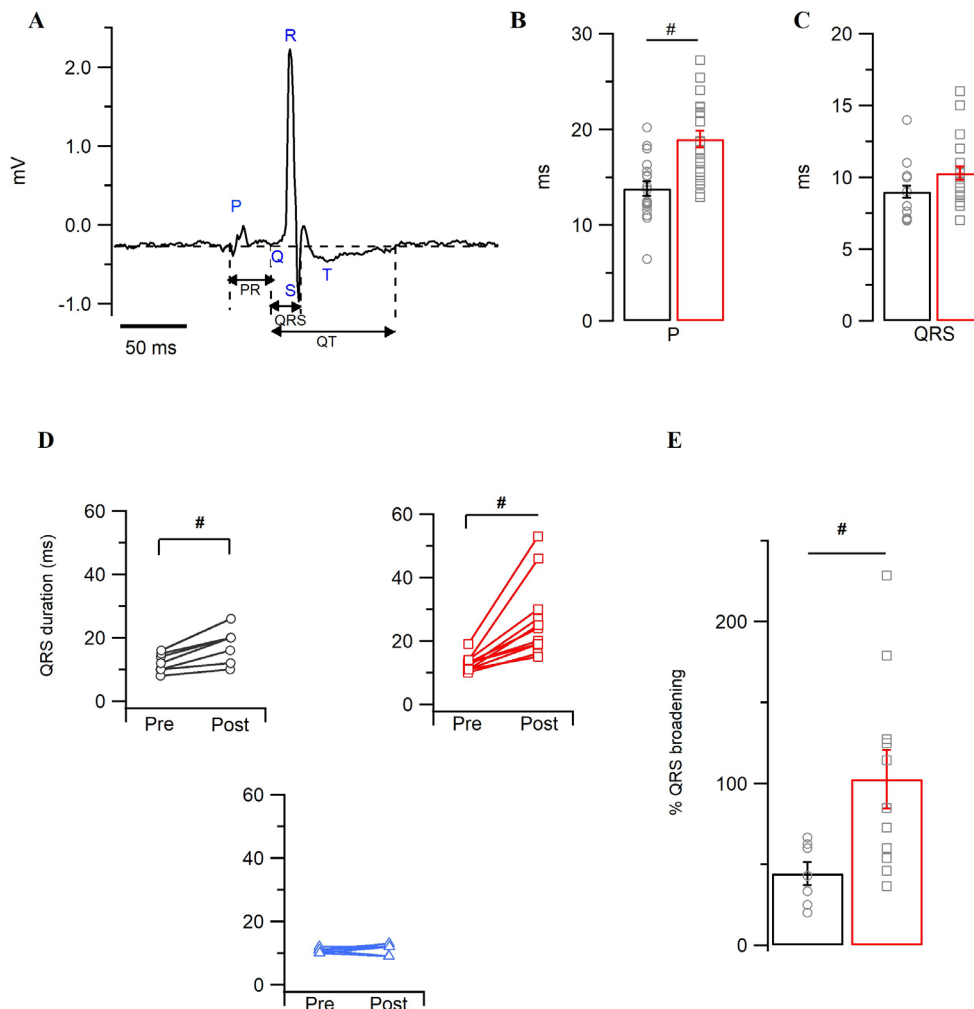 A
R
2.0
1.0
mV
P
0.0
Q
PR
S
T
-1.0
QRS
QT
50 ms
B
30
#
20
ms
10
0
P
C
20
15
ms
10
5
0
QRS
D
60
#
40
QRS duration (ms)
20
0
Pre Post
60
#
40
20
0
Pre Post
60
40
20
0
Pre Post
E
#
200
% QRS broadening
100
0